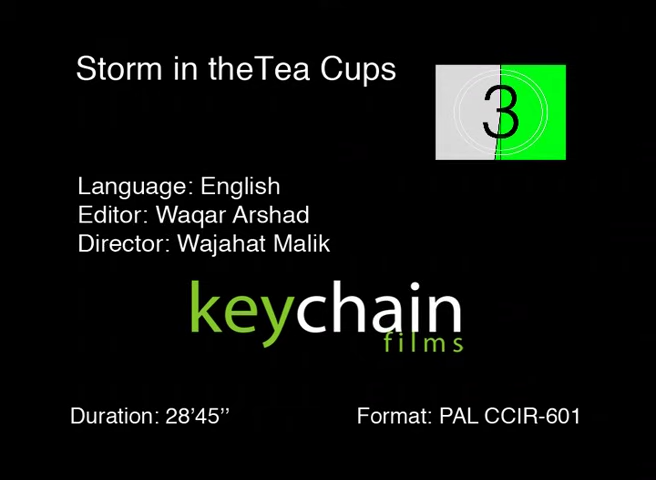 Storm in theTea Cups
3
Language: English
Editor: Waqar Arshad
Director: Wajahat Malik
keychain
films
Duration: 28’45’’
Format: PAL CCIR-601